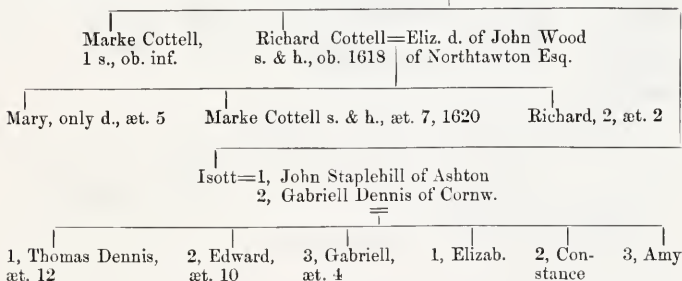 Marke Cottell, Richard Cottell=Eliz. d. of John Wood
1 s., ob. inf. s. & h., ob. 1618 of Northtawton Esq.
Mary, only d., æt. 5 Marke Cottell s. & h., æt. 7, 1620 Richard, 2, æt. 2
Isott=1, John Staplehill of Ashton
2, Gabriell Dennis of Cornw.
1, Thomas Dennis, 2, Edward, 3, Gabriell, 1, Elizab. 2, Con- 3, Amy
æt. 12 æt. 10 æt. 4 stance